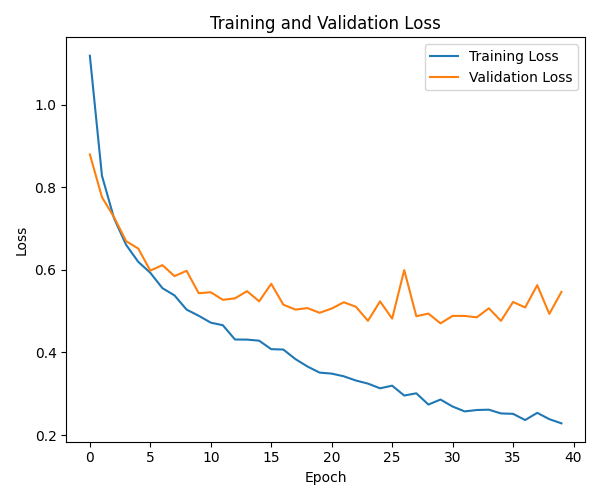 Training and Validation Loss
Training Loss
Validation Loss
Loss
1.0
0.8
0.6
0.4
0.2
0 5 10 15 20 25 30 35 40
Epoch